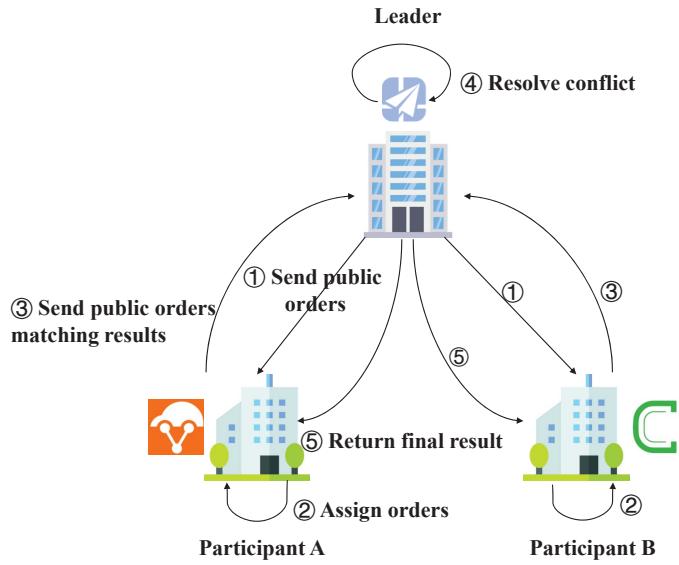 Leader
④ Resolve conflict
① Send public
orders
①
③ Send public orders
matching results
③
⑤
⑤ Return final result
② Assign orders
②
Participant A
Participant B